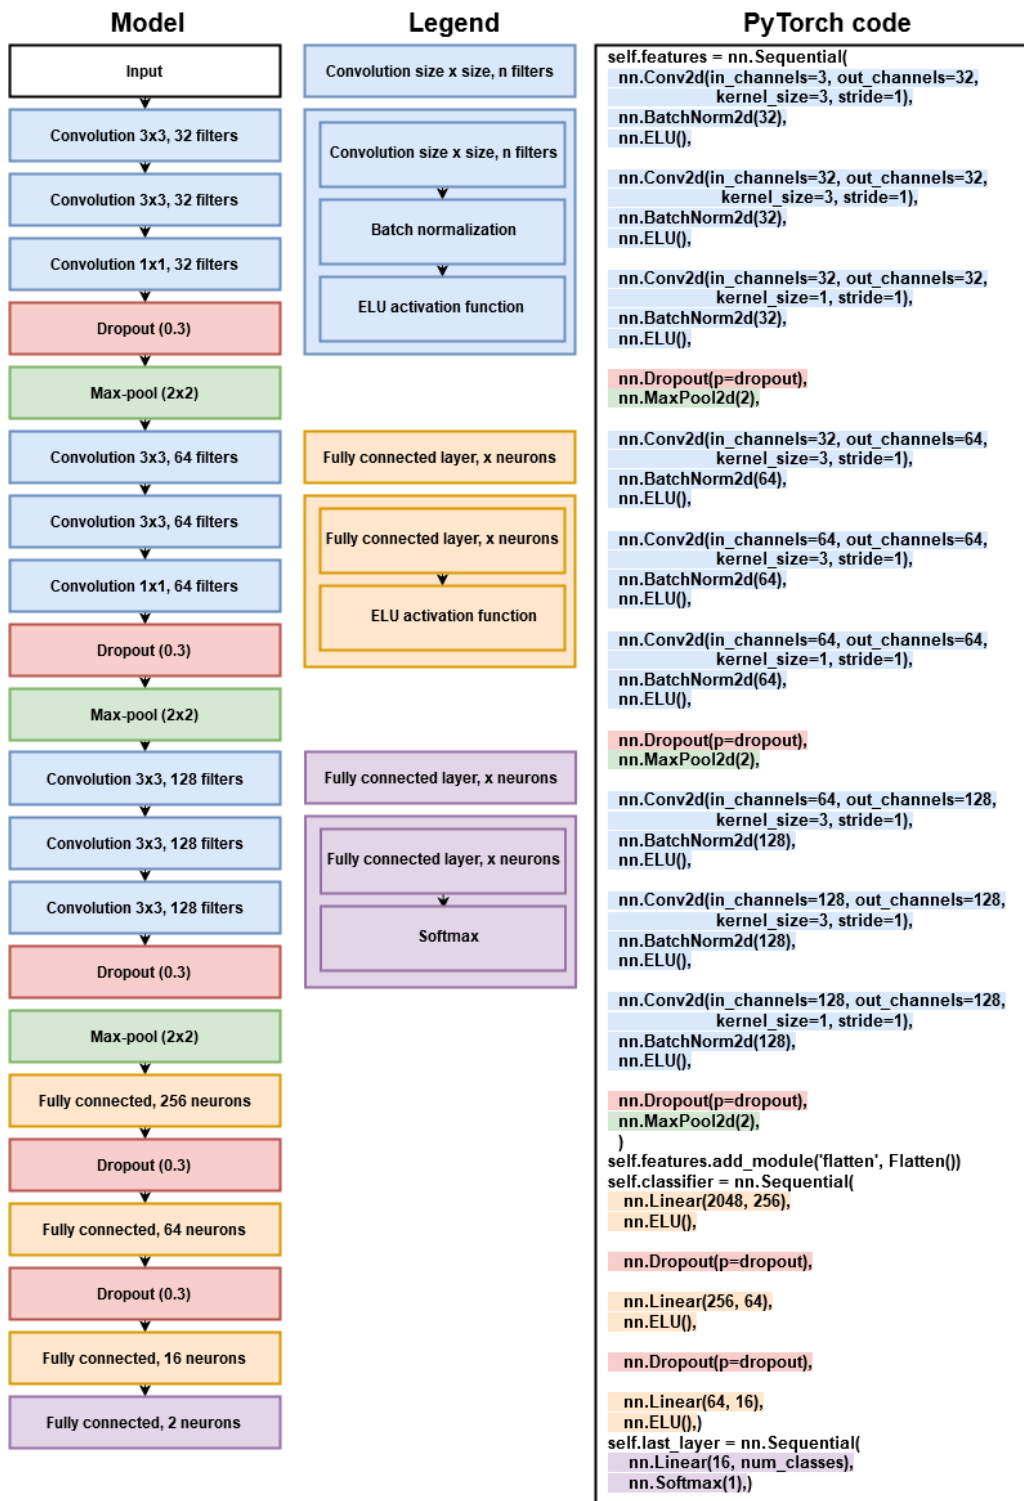 Model
Input
Convolution 3x3, 32 filters
Convolution 3x3, 32 filters
Convolution 1x1, 32 filters
Dropout (0.3)
Max-pool (2x2)
Convolution 3x3, 64 filters
Convolution 3x3, 64 filters
Convolution 1x1, 64 filters
Dropout (0.3)
Max-pool (2x2)
Convolution 3x3, 128 filters
Convolution 3x3, 128 filters
Convolution 3x3, 128 filters
Dropout (0.3)
Max-pool (2x2)
Fully connected, 256 neurons
Dropout (0.3)
Fully connected, 64 neurons
Dropout (0.3)
Fully connected, 16 neurons
Fully connected, 2 neurons
Legend
Convolution size x size, n filters
Convolution size x size, n filters
Batch normalization
ELU activation function
Fully connected layer, x neurons
Fully connected layer, x neurons
ELU activation function
Fully connected layer, x neurons
Fully connected layer, x neurons
Softmax
PyTorch code
self.features = nn.Sequential(
nn.Conv2d(in_channels=3, out_channels=32,
kernel_size=3, stride=1),
nn.BatchNorm2d(32),
nn.ELU(),
nn.Conv2d(in_channels=32, out_channels=32,
kernel_size=3, stride=1),
nn.BatchNorm2d(32),
nn.ELU(),
nn.Conv2d(in_channels=32, out_channels=32,
kernel_size=1, stride=1),
nn.BatchNorm2d(32),
nn.ELU(),
nn.Dropout(p=dropout),
nn.MaxPool2d(2),
nn.Conv2d(in_channels=32, out_channels=64,
kernel_size=3, stride=1),
nn.BatchNorm2d(64),
nn.ELU(),
nn.Conv2d(in_channels=64, out_channels=64,
kernel_size=3, stride=1),
nn.BatchNorm2d(64),
nn.ELU(),
nn.Conv2d(in_channels=64, out_channels=64,
kernel_size=1, stride=1),
nn.BatchNorm2d(64),
nn.ELU(),
nn.Dropout(p=dropout),
nn.MaxPool2d(2),
nn.Conv2d(in_channels=64, out_channels=128,
kernel_size=3, stride=1),
nn.BatchNorm2d(128),
nn.ELU(),
nn.Conv2d(in_channels=128, out_channels=128,
kernel_size=3, stride=1),
nn.BatchNorm2d(128),
nn.ELU(),
nn.Conv2d(in_channels=128, out_channels=128,
kernel_size=1, stride=1),
nn.BatchNorm2d(128),
nn.ELU(),
nn.Dropout(p=dropout),
nn.MaxPool2d(2),
)
self.features.add_module('flatten', Flatten())
self.classifier = nn.Sequential(
nn.Linear(2048, 256),
nn.ELU(),
nn.Dropout(p=dropout),
nn.Linear(256, 64),
nn.ELU(),
nn.Dropout(p=dropout),
nn.Linear(64, 16),
nn.ELU(),)
self.last_layer = nn.Sequential(
nn.Linear(16, num_classes),
nn.Softmax(1),)